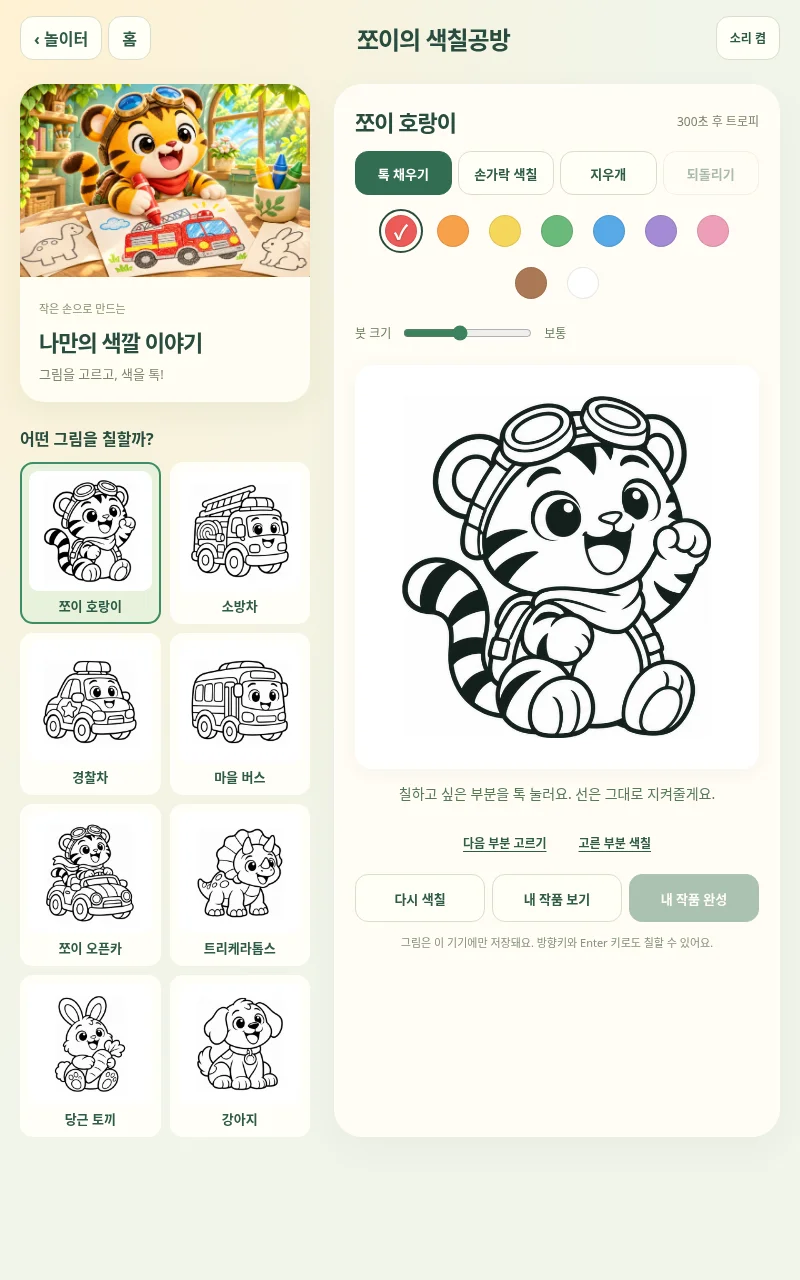 ‹ 놀이터
홈
쪼이의 색칠공방
소리 켬
작은 손으로 만드는
나만의 색깔 이야기
그림을 고르고, 색을 톡!
어떤 그림을 칠할까?
쪼이 호랑이
소방차
경찰차
마을 버스
쪼이 오픈카
트리케라톱스
당근 토끼
강아지
쪼이 호랑이
300초 후 트로피
톡 채우기
손가락 색칠
지우개
되돌리기
붓 크기
보통
칠하고 싶은 부분을 톡 눌러요. 선은 그대로 지켜줄게요.
다음 부분 고르기
고른 부분 색칠
다시 색칠
내 작품 보기
내 작품 완성
그림은 이 기기에만 저장돼요. 방향키와 Enter 키로도 칠할 수 있어요.